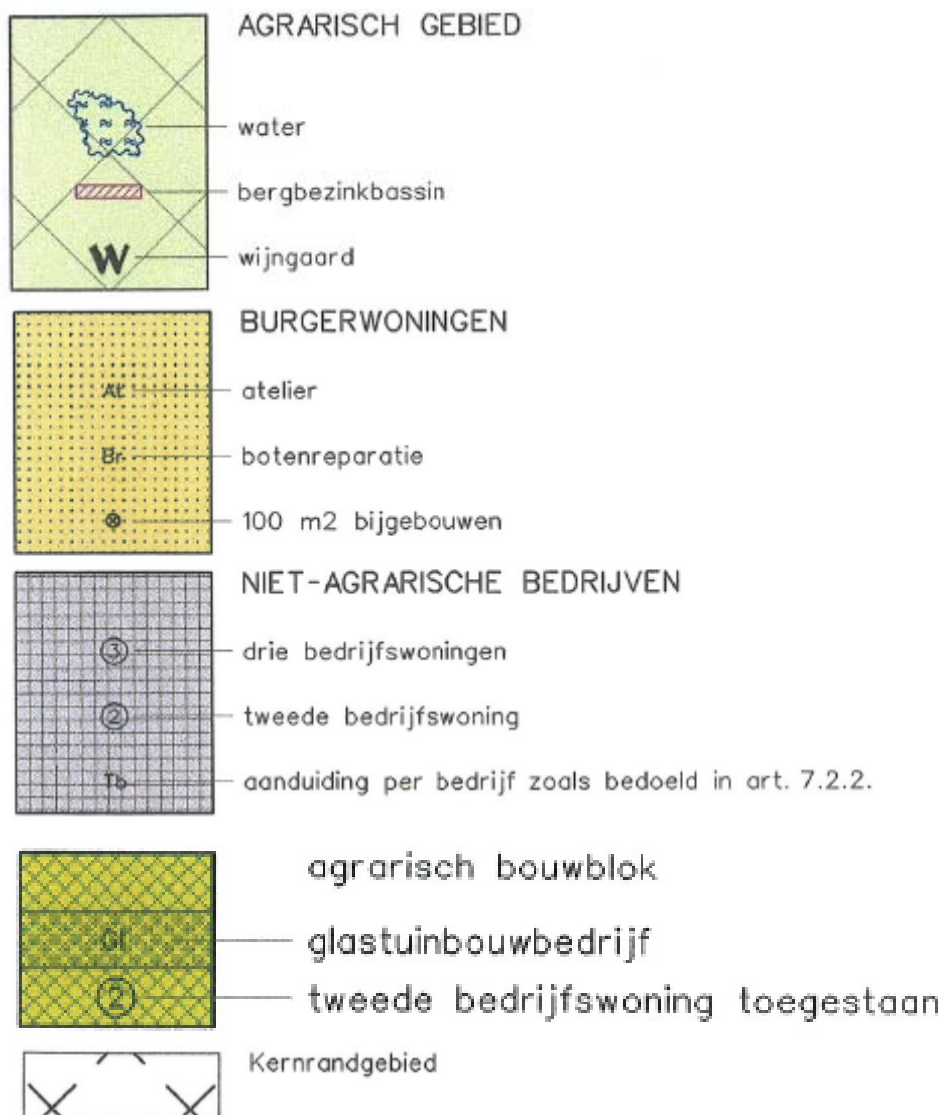 AGRARISCH GEBIED
water
bergbezinkbassin
W wijngaard
BURGERWONINGEN
At atelier
Br botenreparatie
100 m2 bijgebouwen
NIET-AGRARISCHE BEDRIJVEN
3 drie bedrijfswoningen
2 tweede bedrijfswoning
Tb aanduiding per bedrijf zoals bedoeld in art. 7.2.2.
agrarisch bouwblok
Gt glastuinbouwbedrijf
2 tweede bedrijfswoning toegestaan
Kernrandgebied